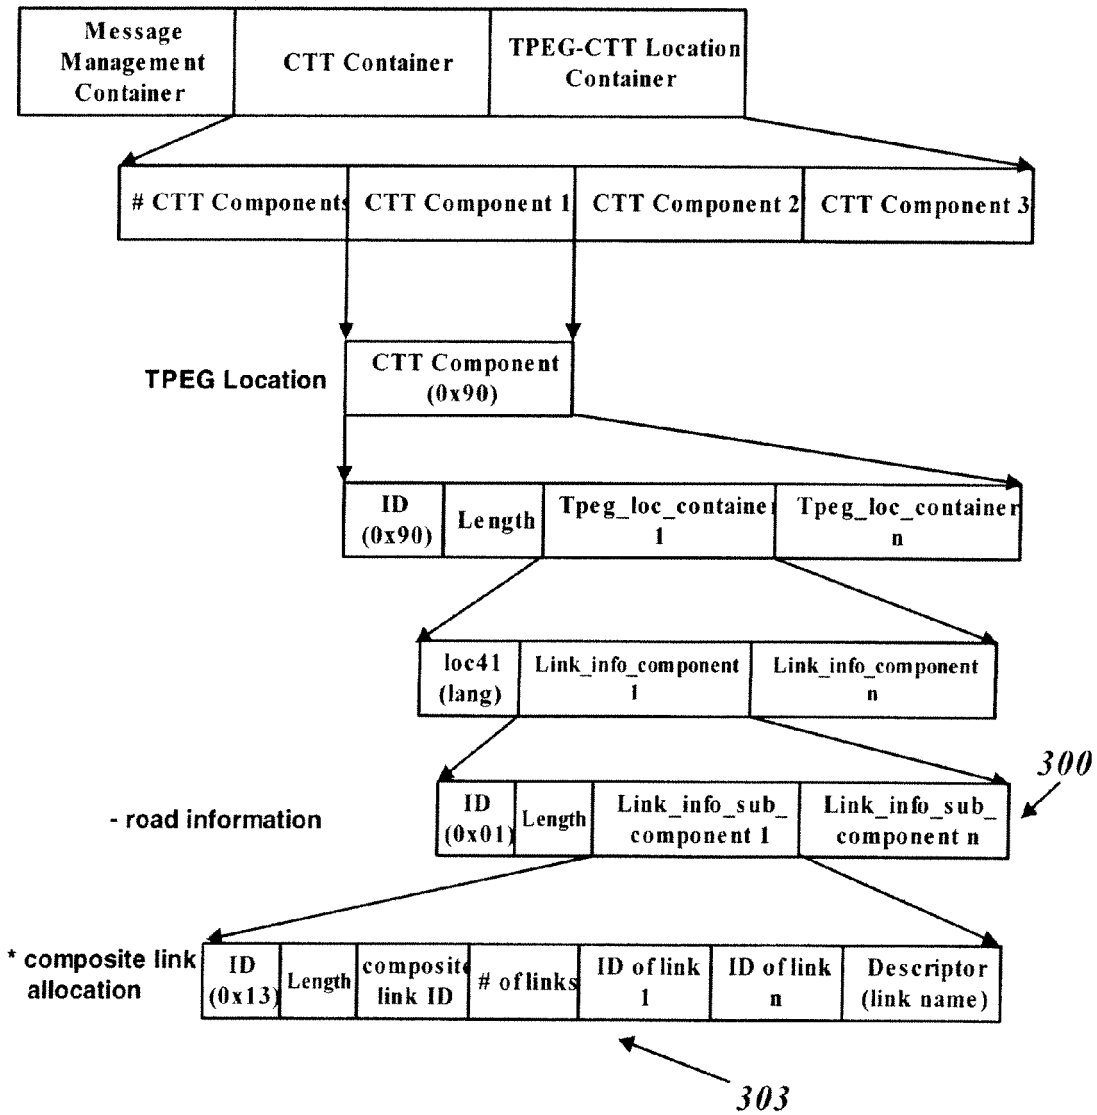 Message
Management
Container
CTT Container
TPEG-CTT Location
Container
# CTT Components
CTT Component 1
CTT Component 2
CTT Component 3
TPEG Location
CTT Component
(0x90)
ID
(0x90)
Length
Tpeg_loc_container
1
Tpeg_loc_container
n
loc41
(lang)
Link_info_component
1
Link_info_component
n
300
- road information
ID
(0x01)
Length
Link_info_sub_
component 1
Link_info_sub_
component n
* composite link
allocation
ID
(0x13)
Length
composite
link ID
# of links
ID of link
1
ID of link
n
Descriptor
(link name)
303